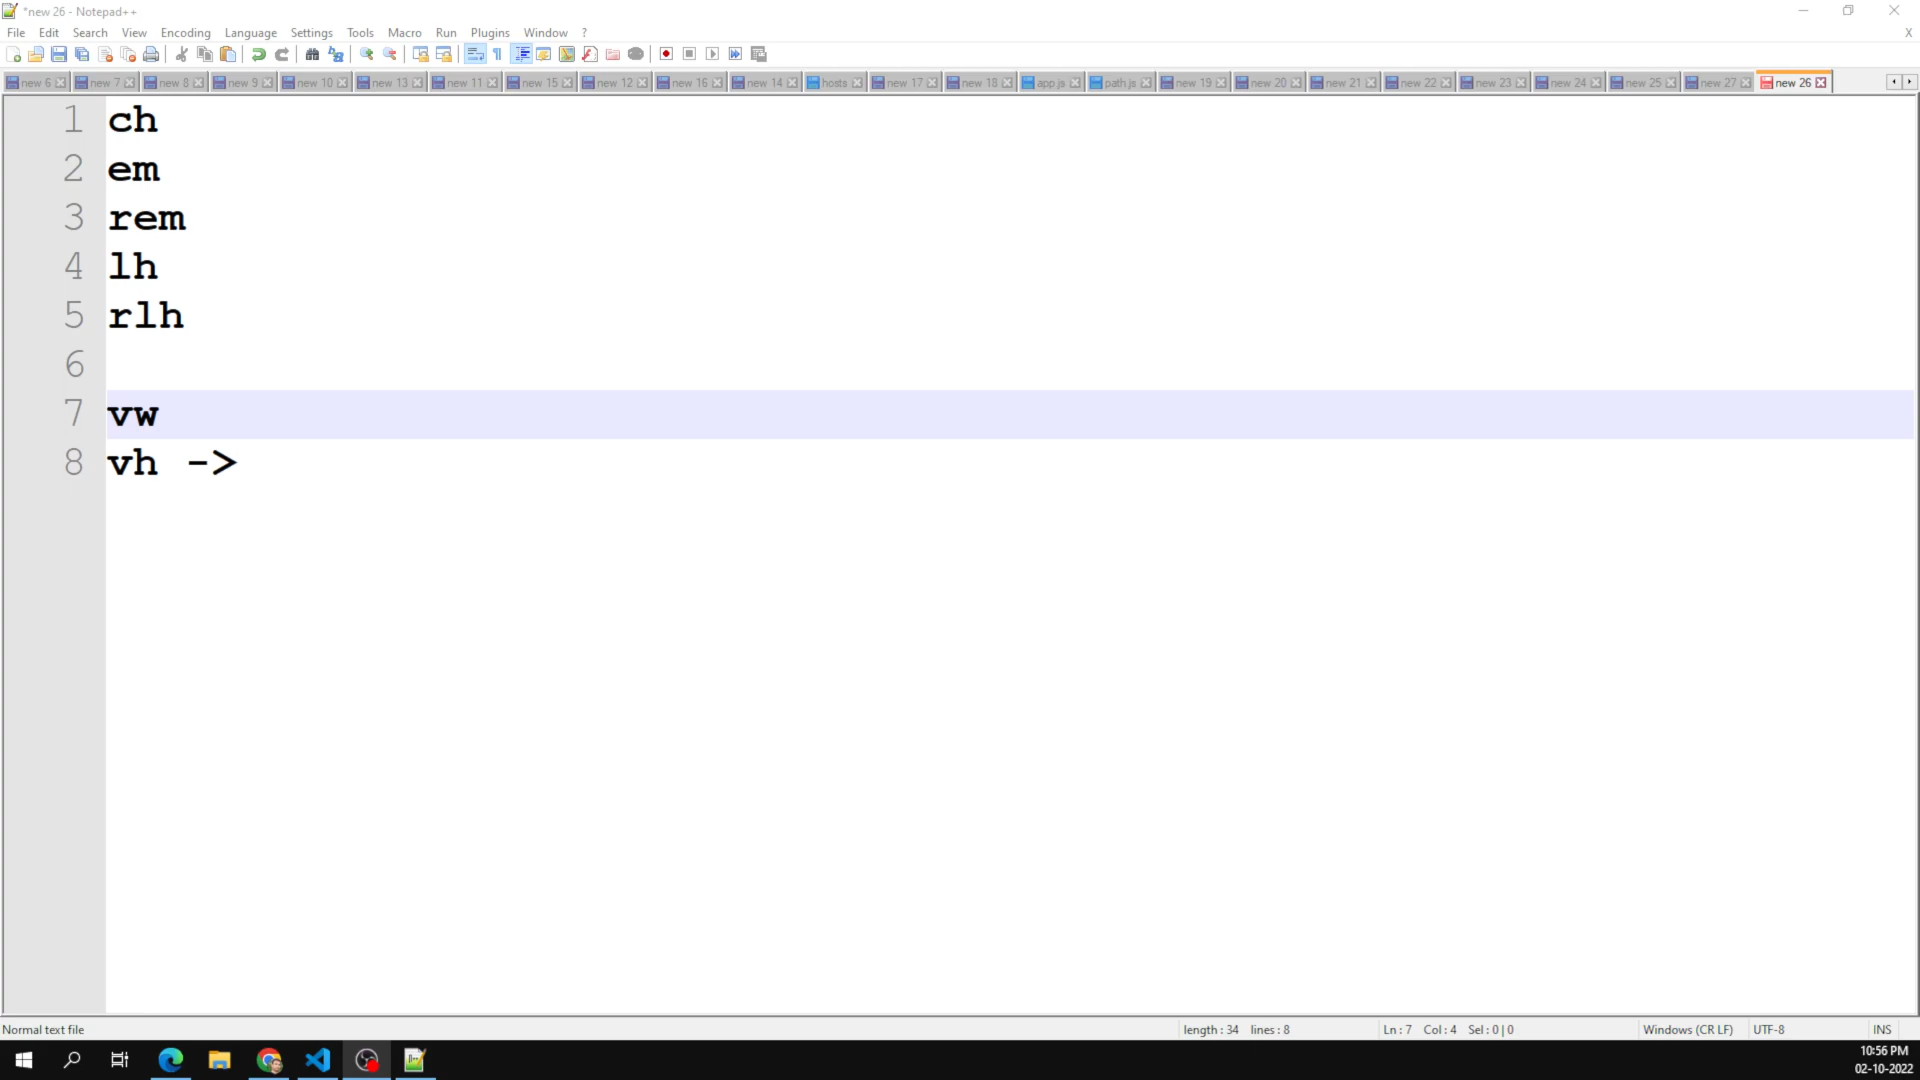 *new 26 - Notepad++
File Edit Search View Encoding Language Settings Tools Macro Run Plugins Window ? X
new 6 new 7 new 8 new 9 new 10 new 13 new 11 new 15 new 12 new 16 new 14 hosts new 17 new 18 app.js path.js new 19 new 20 new 21 new 22 new 23 new 24 new 25 new 27 new 26
1 ch
2 em
3 rem
4 lh
5 rlh
6
7 vw
8 vh ->
Normal text file length : 34 lines : 8 Ln : 7 Col : 4 Sel : 0 | 0 Windows (CR LF) UTF-8 INS
10:56 PM
02-10-2022